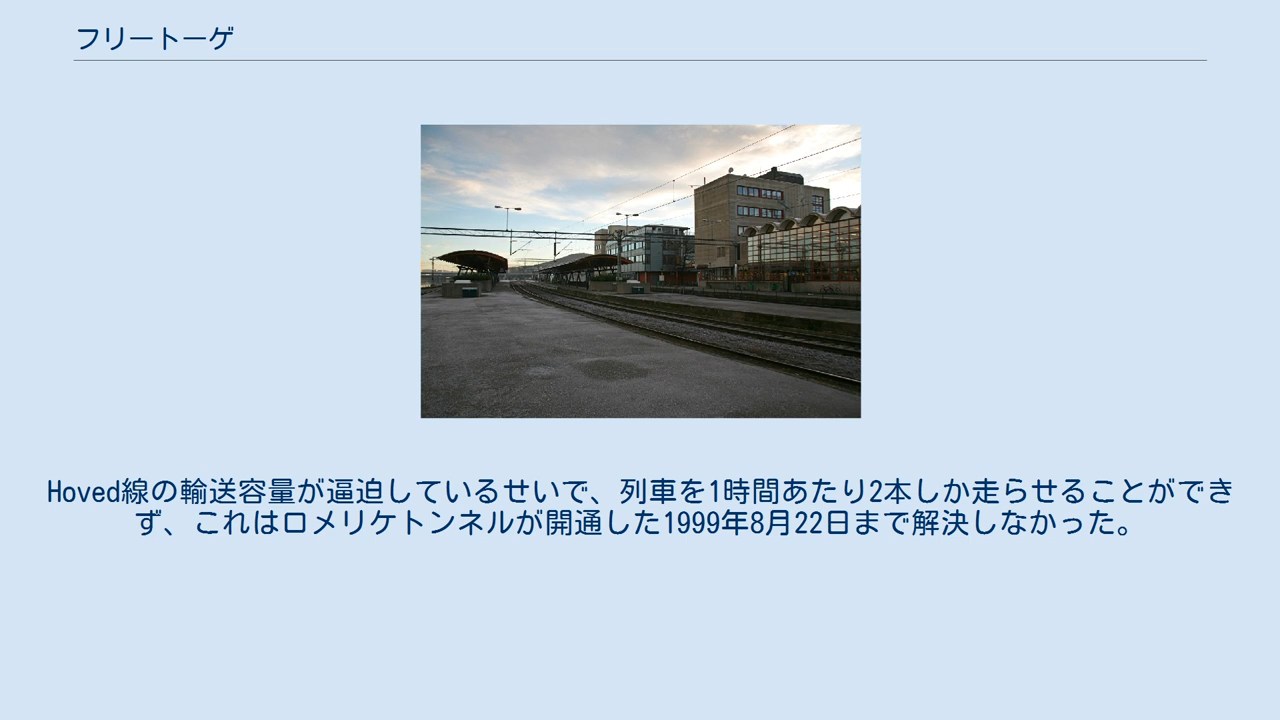 フリートーゲ
Hoved線の輸送容量が逼迫しているせいで、列車を1時間あたり2本しか走らせることができ
ず、これはロメリケトンネルが開通した1999年8月22日まで解決しなかった。